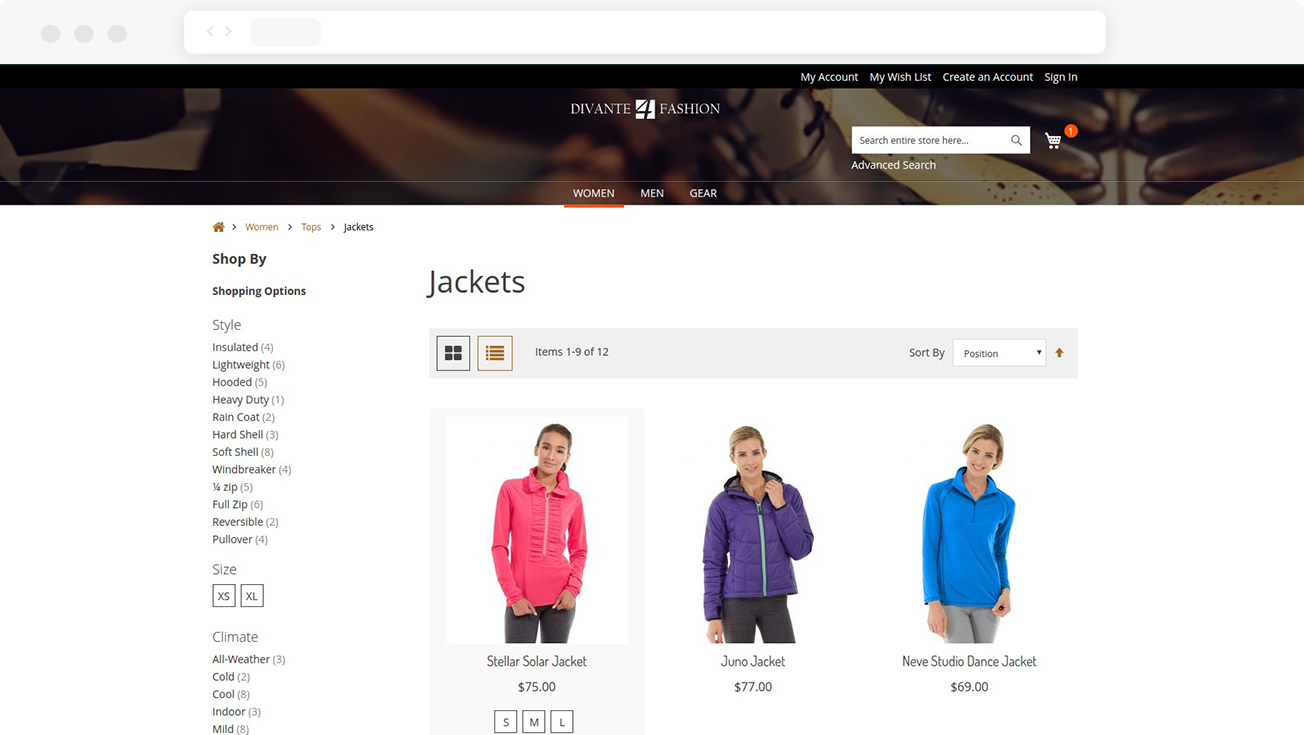 My Account My Wish List Create an Account Sign In
DIVANTE 4 FASHION
Search entire store here...
1
Advanced Search
WOMEN MEN GEAR
Women > Tops > Jackets
Shop By
Shopping Options
Style
Insulated (4)
Lightweight (6)
Hooded (5)
Heavy Duty (1)
Rain Coat (2)
Hard Shell (3)
Soft Shell (8)
Windbreaker (4)
¼ zip (5)
Full Zip (6)
Reversible (2)
Pullover (4)
Size
XS XL
Climate
All-Weather (3)
Cold (2)
Cool (8)
Indoor (3)
Mild (8)
Jackets
Items 1-9 of 12
Sort By Position
Stellar Solar Jacket
$75.00
S M L
Juno Jacket
$77.00
Neve Studio Dance Jacket
$69.00